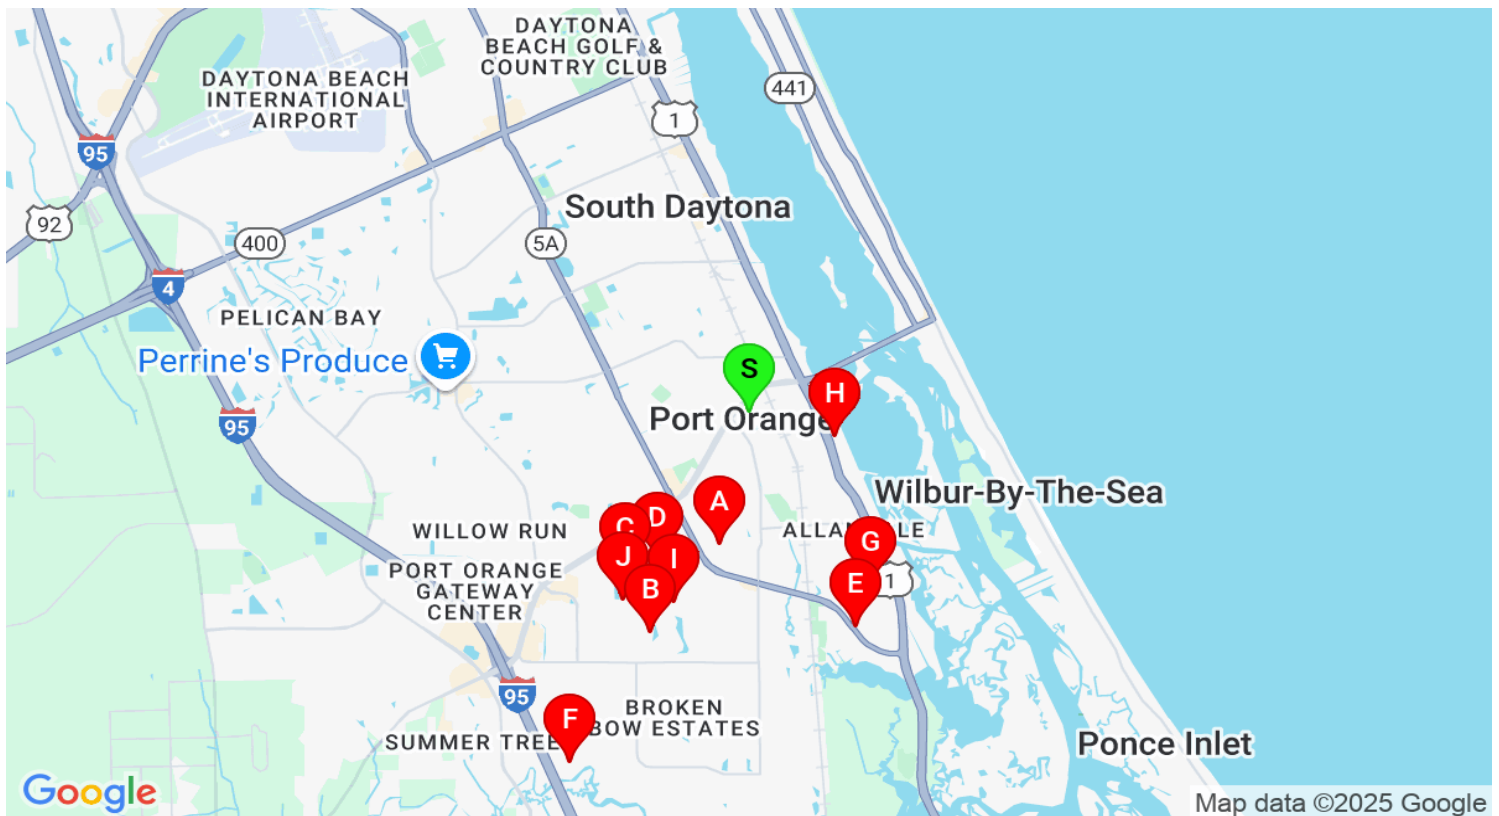 DAYTONA
BEACH GOLF &
COUNTRY CLUB
DAYTONA BEACH
INTERNATIONAL
AIRPORT
441
1
95
South Daytona
92
400
5A
4
PELICAN BAY
Perrine's Produce
S
H
Port Orange
95
Wilbur-By-The-Sea
A
D
C
WILLOW RUN
ALLANDALE
G
J
I
PORT ORANGE
GATEWAY
CENTER
B
E
1
95
BROKEN
BOW ESTATES
F
SUMMER TREE
Ponce Inlet
Google
Map data ©2025 Google